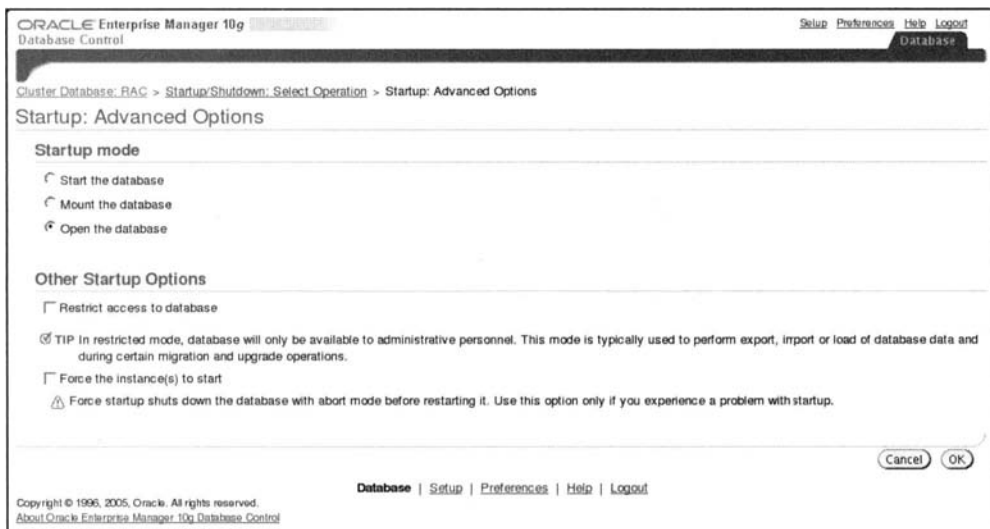 ORACLE Enterprise Manager 10g
Setup Preferences Help Logout
Database Control
Database
Cluster Database: RAC > Startup/Shutdown: Select Operation > Startup: Advanced Options
Startup: Advanced Options
Startup mode
Start the database
Mount the database
Open the database
Other Startup Options
Restrict access to database
TIP In restricted mode, database will only be available to administrative personnel. This mode is typically used to perform export, import or load of database data and
during certain migration and upgrade operations.
Force the instance(s) to start
Force startup shuts down the database with abort mode before restarting it. Use this option only if you experience a problem with startup.
Cancel OK
Database | Setup | Preferences | Help | Logout
Copyright © 1996, 2005, Oracle. All rights reserved.
About Oracle Enterprise Manager 10g Database Control